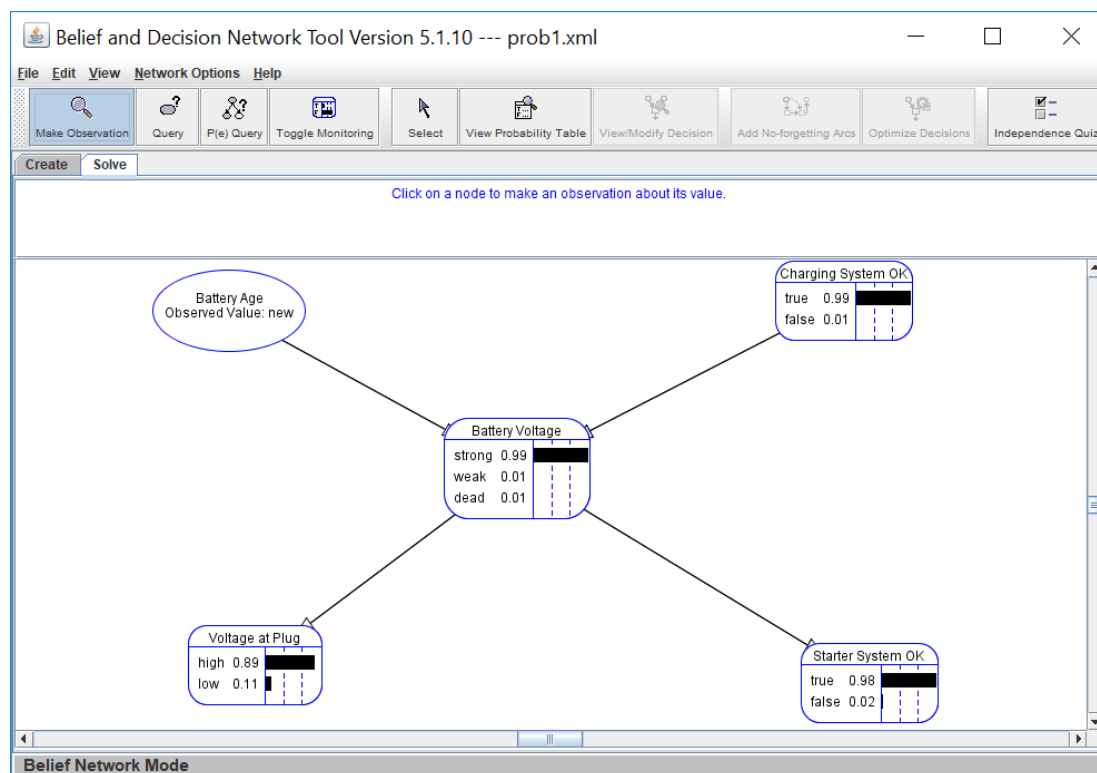 Belief and Decision Network Tool Version 5.1.10 --- prob1.xml
File Edit View Network Options Help
Make Observation Query P(e) Query Toggle Monitoring Select View Probability Table View/Modify Decision Add No-forgetting Arcs Optimize Decisions Independence Quiz
Create Solve
Click on a node to make an observation about its value.
Battery Age
Observed Value: new
Charging System OK
true 0.99
false 0.01
Battery Voltage
strong 0.99
weak 0.01
dead 0.01
Voltage at Plug
high 0.89
low 0.11
Starter System OK
true 0.98
false 0.02
Belief Network Mode